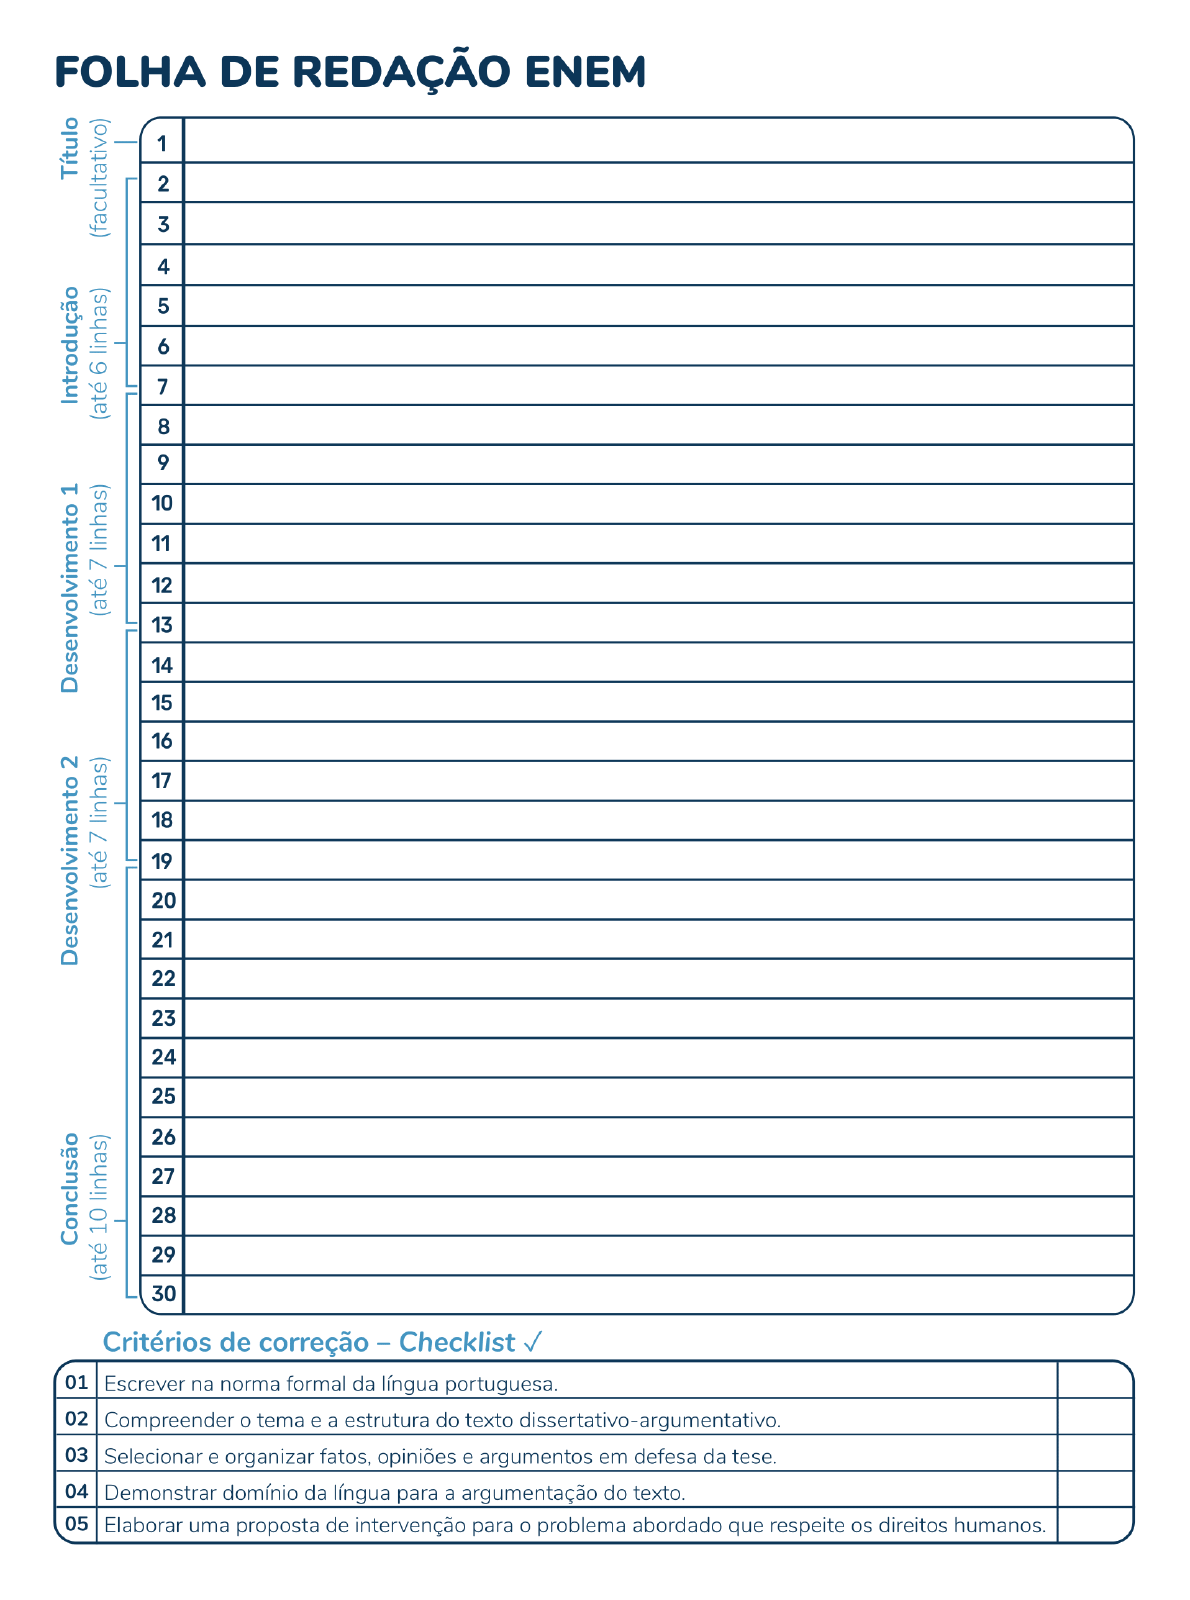 FOLHA DE REDAÇÃO ENEM
Título
(facultativo)
Introdução
(até 6 linhas)
Desenvolvimento 1
(até 7 linhas)
Desenvolvimento 2
(até 7 linhas)
Conclusão
(até 10 linhas)
1
2
3
4
5
6
7
8
9
10
11
12
13
14
15
16
17
18
19
20
21
22
23
24
25
26
27
28
29
30
Critérios de correção – Checklist ✓
01 Escrever na norma formal da língua portuguesa.
02 Compreender o tema e a estrutura do texto dissertativo-argumentativo.
03 Selecionar e organizar fatos, opiniões e argumentos em defesa da tese.
04 Demonstrar domínio da língua para a argumentação do texto.
05 Elaborar uma proposta de intervenção para o problema abordado que respeite os direitos humanos.